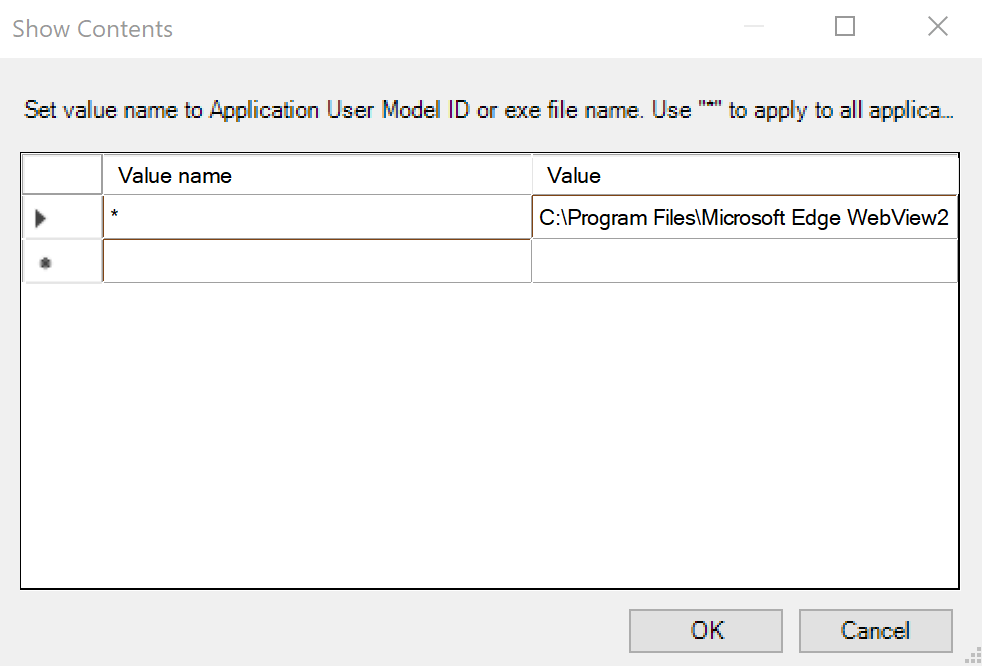 Show Contents
Set value name to Application User Model ID or exe file name. Use "*" to apply to all applica...
Value name Value
* C:\Program Files\Microsoft Edge WebView2
OK Cancel